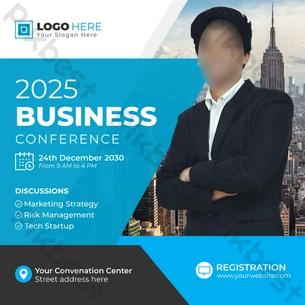 LOGO HERE
Your Slogan Here
2025
BUSINESS
CONFERENCE
24th December 2030
From 9 AM to 4 PM
DISCUSSIONS
Marketing Strategy
Risk Management
Tech Startup
Your Convenation Center
Street address here
REGISTRATION
www.yourwebsite.com